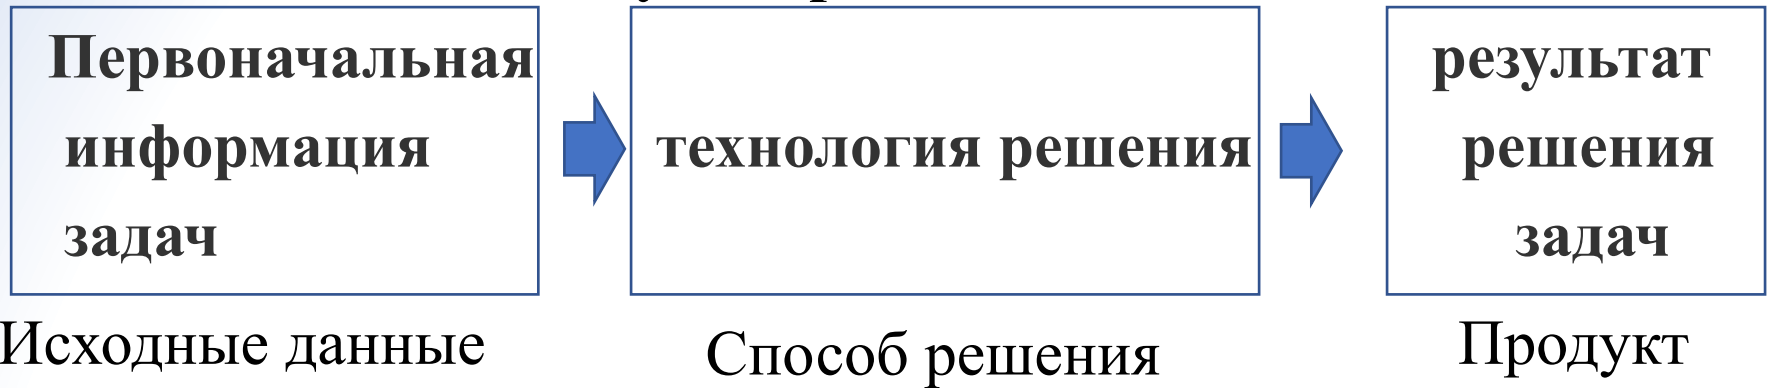 Первоначальная
информация
задач
технология решения
результат
решения
задач
Исходные данные
Способ решения
Продукт